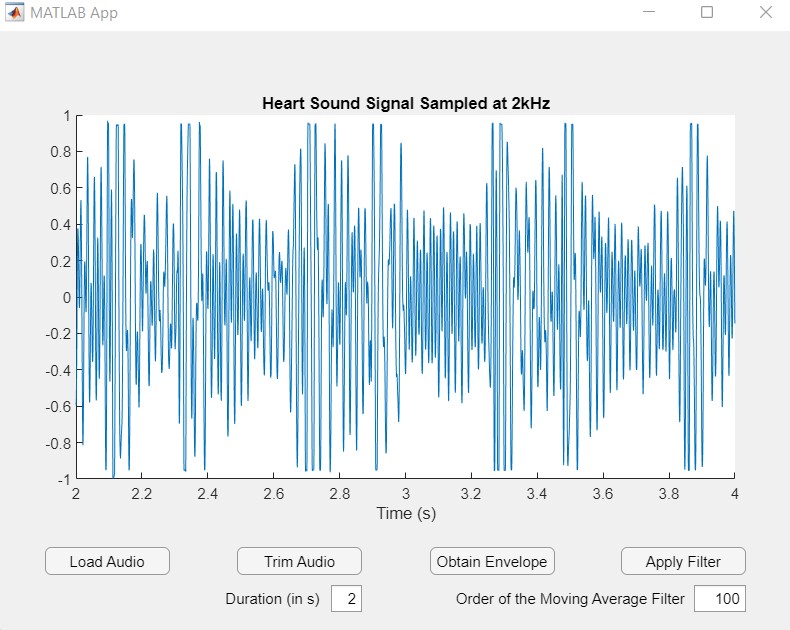 MATLAB App
Heart Sound Signal Sampled at 2kHz
1
0.8
0.6
0.4
0.2
0
-0.2
-0.4
-0.6
-0.8
-1
2 2.2 2.4 2.6 2.8 3 3.2 3.4 3.6 3.8 4
Time (s)
Load Audio Trim Audio Obtain Envelope Apply Filter
Duration (in s) 2 Order of the Moving Average Filter 100